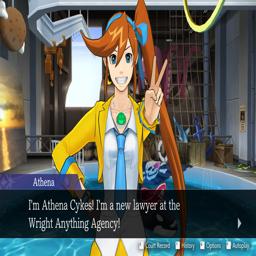 Athena
I'm Athena Cykes! I'm a new lawyer at the
Wright Anything Agency!
Court Record History Options Autoplay